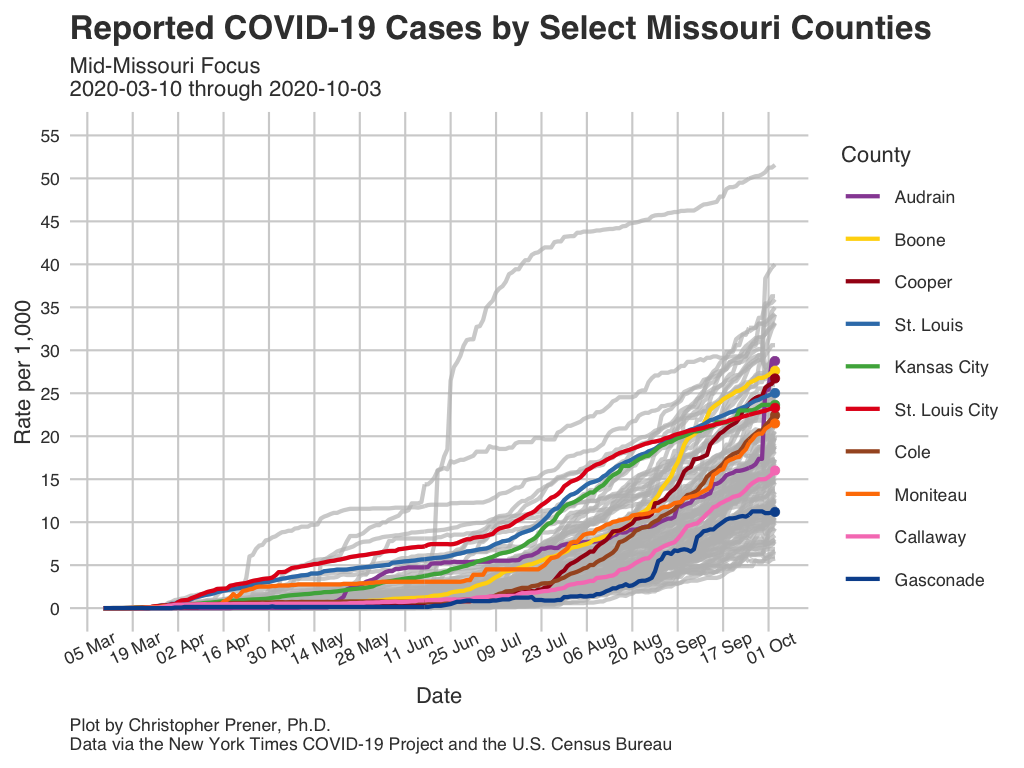 Reported COVID-19 Cases by Select Missouri Counties
Mid-Missouri Focus
2020-03-10 through 2020-10-03
Rate per 1,000
55
50
45
40
35
30
25
20
15
10
5
0
05 Mar
19 Mar
02 Apr
16 Apr
30 Apr
14 May
28 May
11 Jun
25 Jun
09 Jul
23 Jul
06 Aug
20 Aug
03 Sep
17 Sep
01 Oct
Date
County
Audrain
Boone
Cooper
St. Louis
Kansas City
St. Louis City
Cole
Moniteau
Callaway
Gasconade
Plot by Christopher Prener, Ph.D.
Data via the New York Times COVID-19 Project and the U.S. Census Bureau